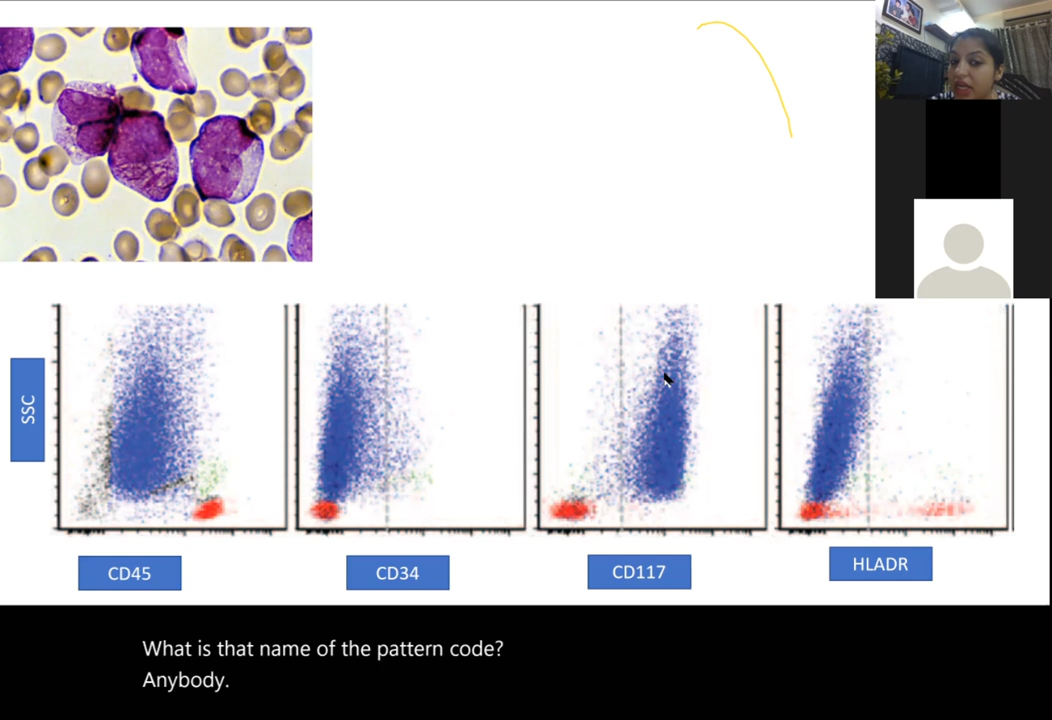 SSC
CD45
CD34
CD117
HLADR
What is that name of the pattern code?
Anybody.